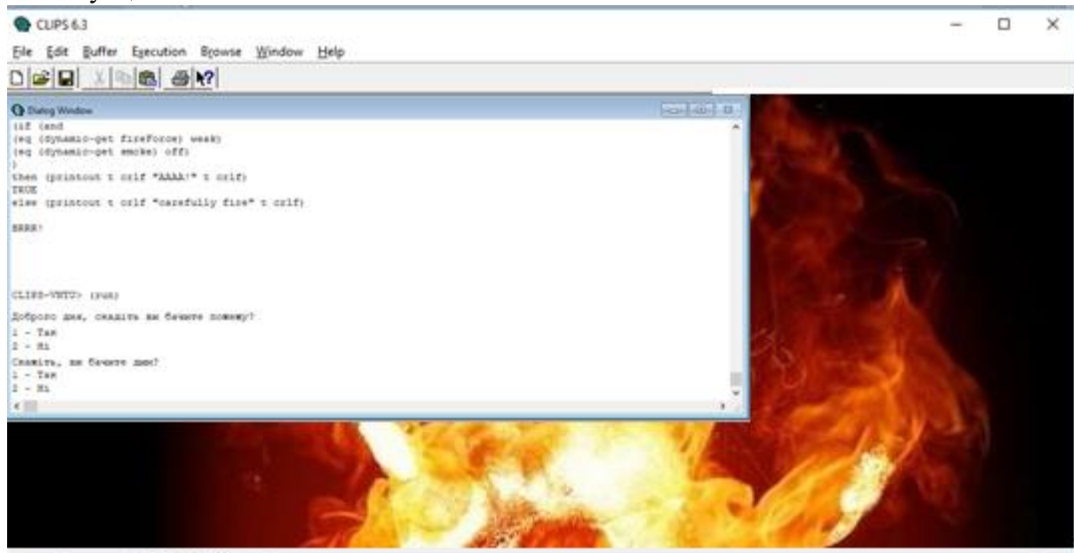 CLIPS 6.3
File Edit Buffer Execution Browse Window Help
Dialog Window
(if (and
(eq (dynamic-get fireForce) weak)
(eq (dynamic-get smoke) off)
)
then (printout t crlf "AAAA!" t crlf)
TRUE
else (printout t crlf "carefully fire" t crlf)
CLIPS-VNTU> (run)
Доброго дня, скажіть ви бачите пожежу?
1 - Так
2 - Ні
Скажіть, ви бачите дим?
1 - Так
2 - Ні